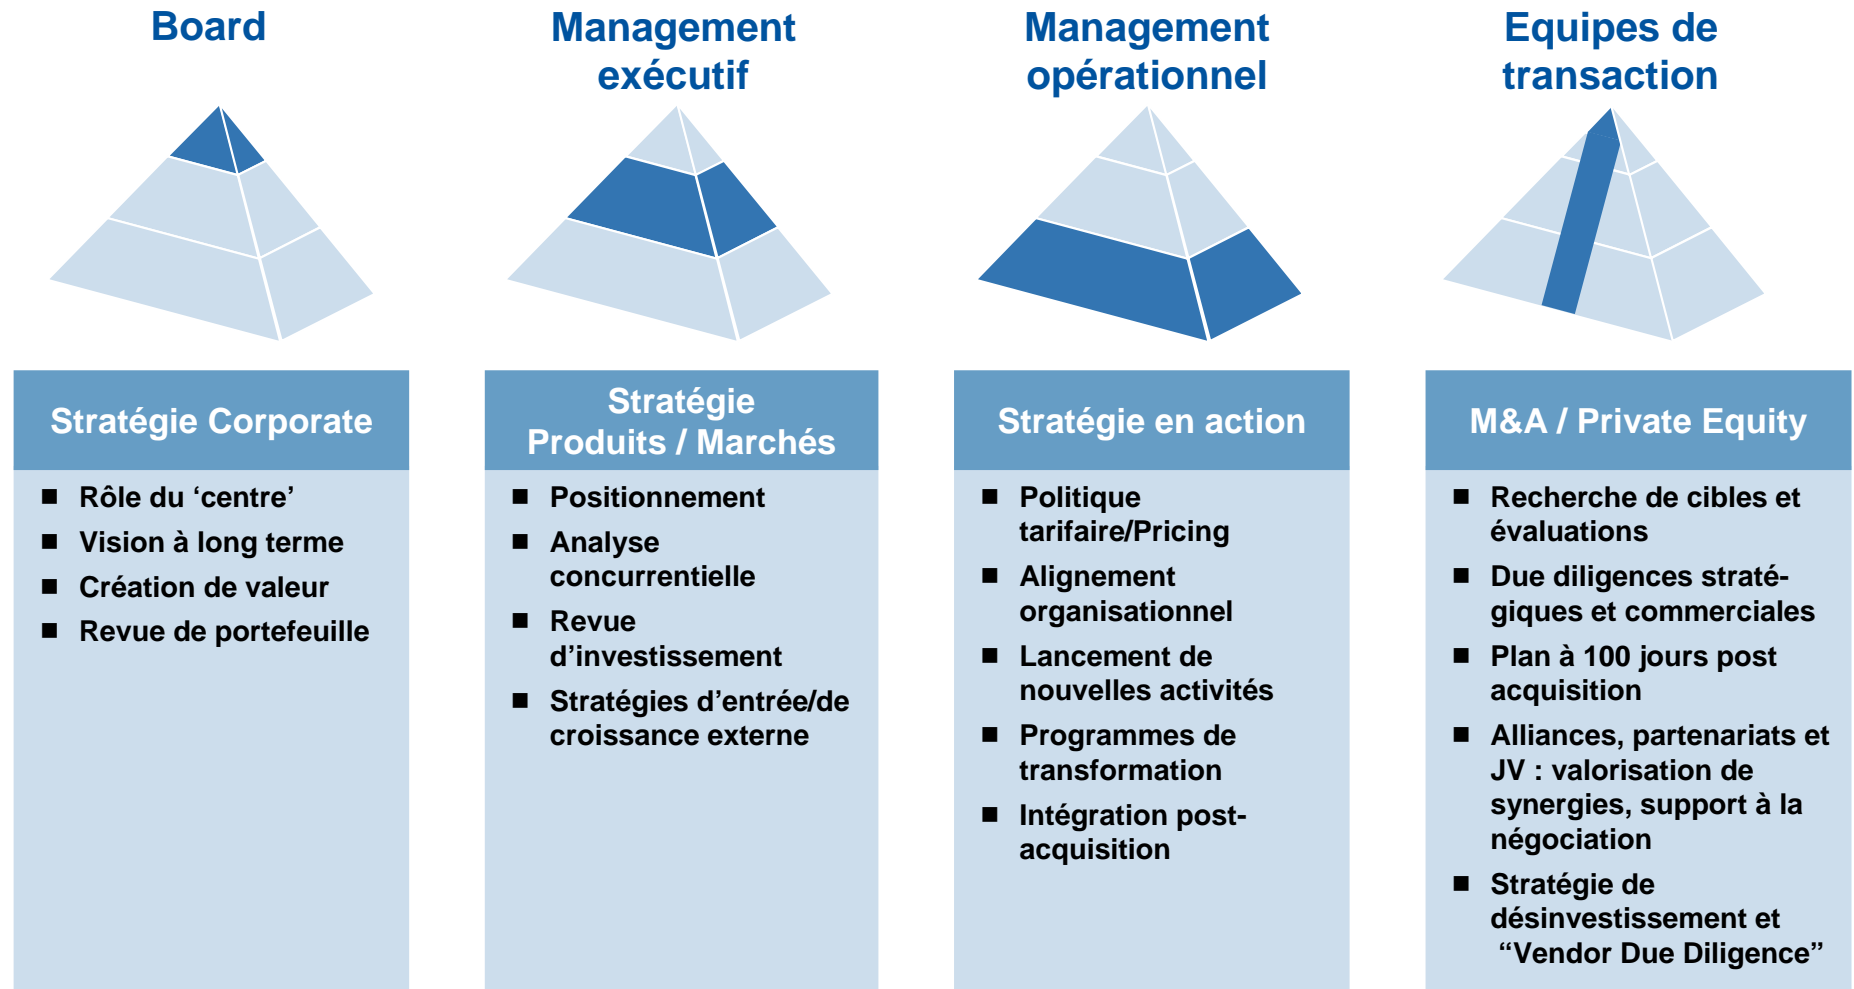 Board
Stratégie Corporate
■ Rôle du ‘centre’
■ Vision à long terme
■ Création de valeur
■ Revue de portefeuille
Management
exécutif
Stratégie
Produits / Marchés
■ Positionnement
■ Analyse
concurrentielle
■ Revue
d’investissement
■ Stratégies d’entrée/de
croissance externe
Management
opérationnel
Stratégie en action
■ Politique
tarifaire/Pricing
■ Alignement
organisationnel
■ Lancement de
nouvelles activités
■ Programmes de
transformation
■ Intégration post-
acquisition
Equipes de
transaction
M&A / Private Equity
■ Recherche de cibles et
évaluations
■ Due diligences straté-
giques et commerciales
■ Plan à 100 jours post
acquisition
■ Alliances, partenariats et
JV : valorisation de
synergies, support à la
négociation
■ Stratégie de
désinvestissement et
“Vendor Due Diligence”